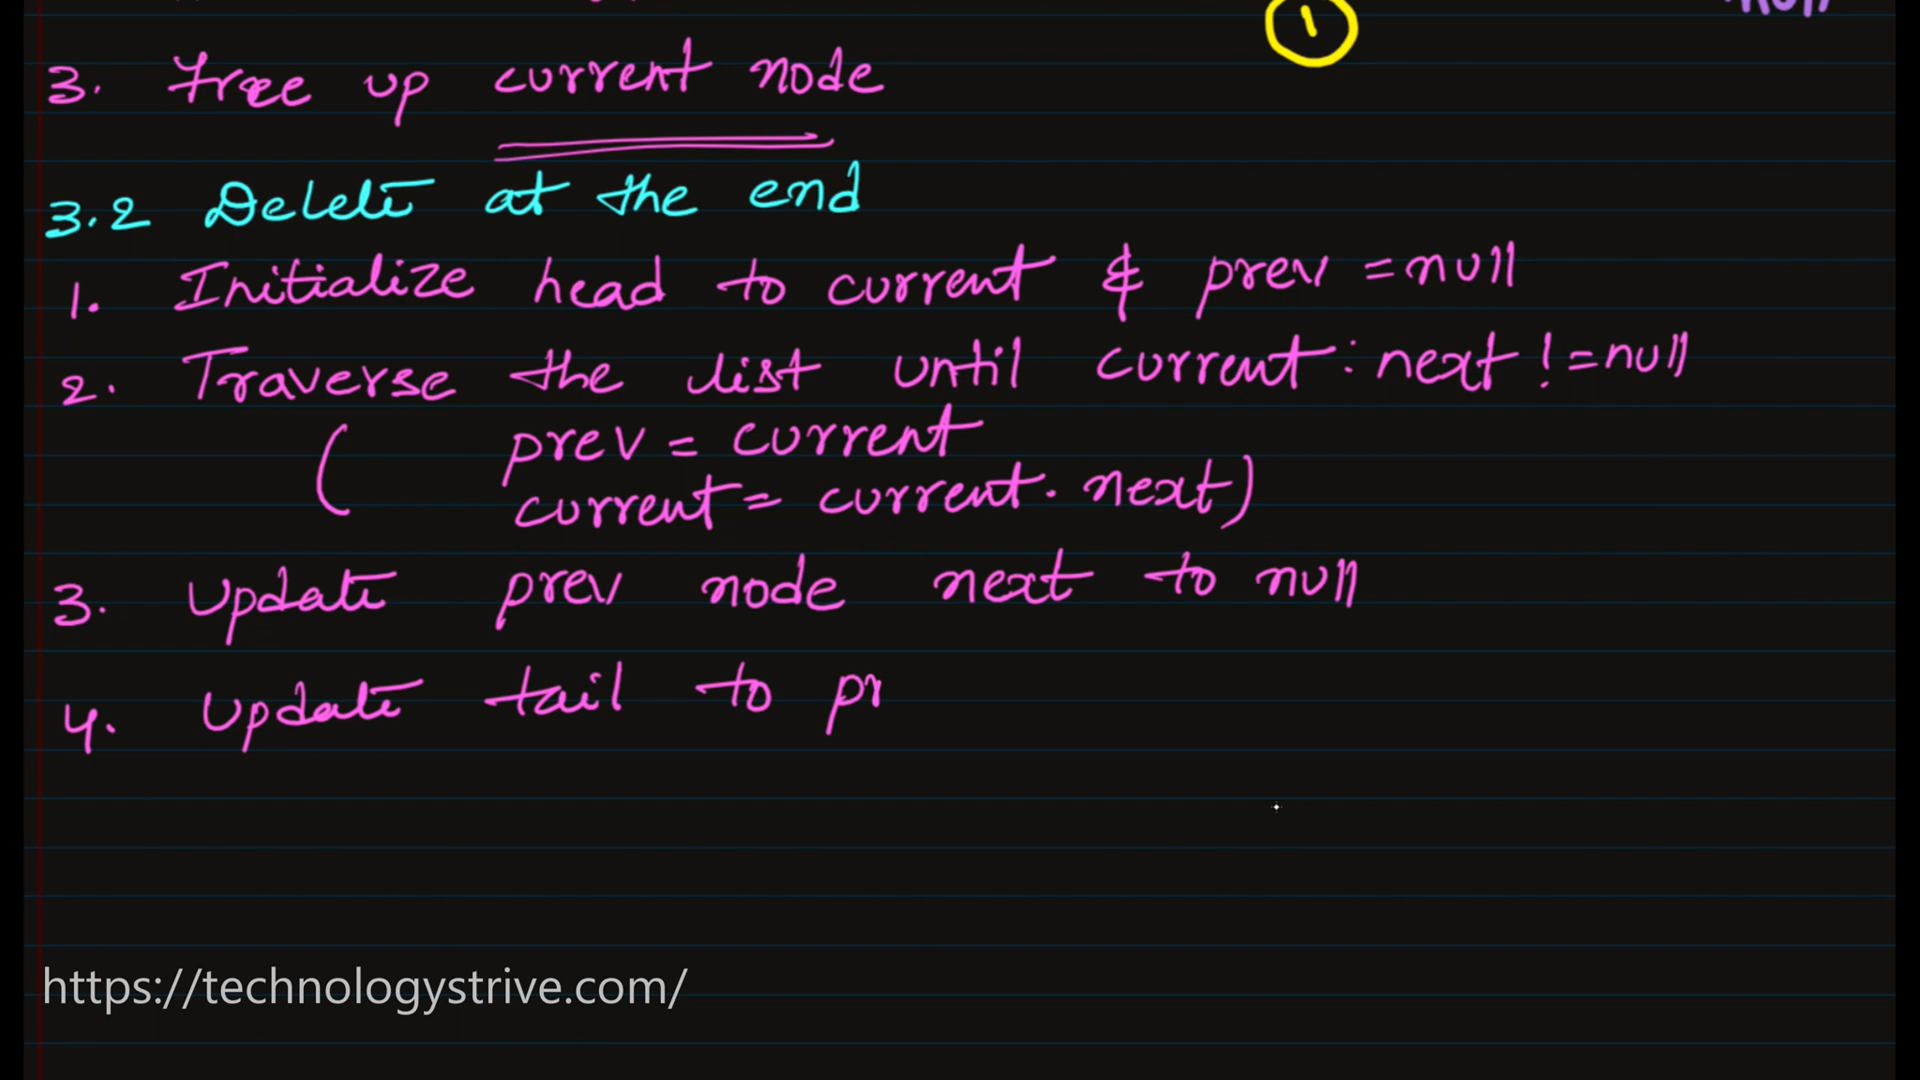 1
null
3. Free up current node
3.2 Delete at the end
1. Initialize head to current & prev = null
2. Traverse the list until current.next != null
( prev = current
current = current.next)
3. Update prev node next to null
4. Update tail to pr
https://technologystrive.com/